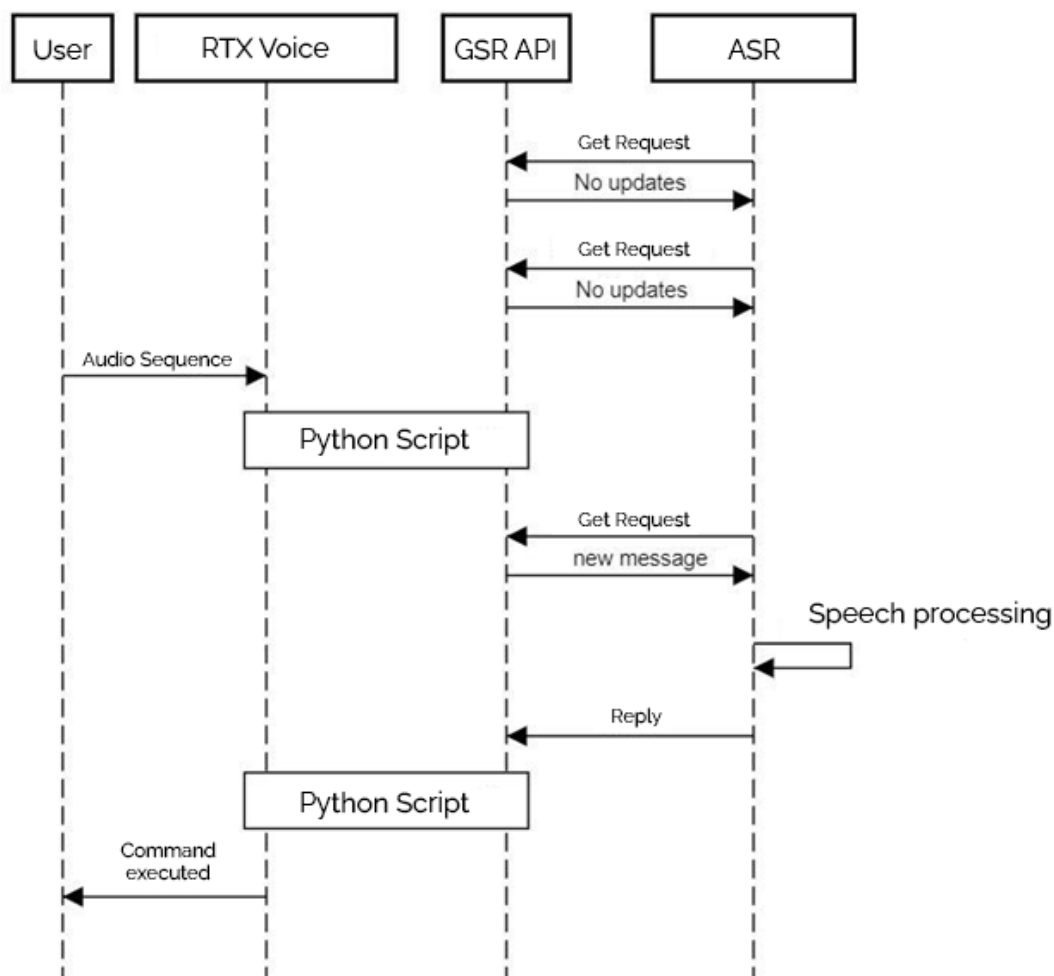 User
RTX Voice
GSR API
ASR
Get Request
No updates
Get Request
No updates
Audio Sequence
Python Script
Get Request
new message
Speech processing
Reply
Python Script
Command
executed